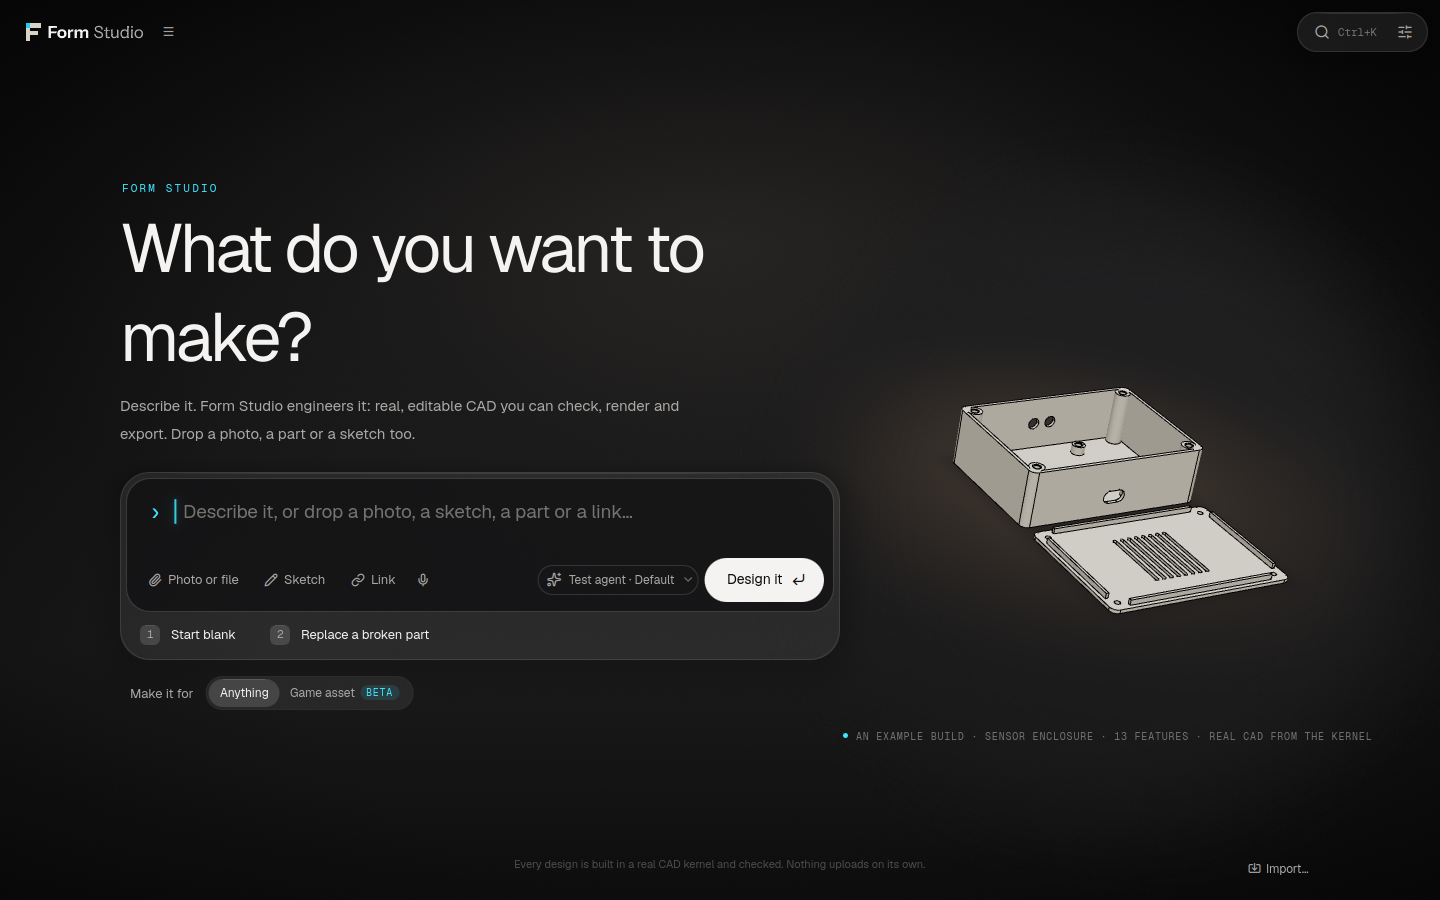 Form Studio
Ctrl+K
FORM STUDIO
What do you want to
make?
Describe it. Form Studio engineers it: real, editable CAD you can check, render and
export. Drop a photo, a part or a sketch too.
Describe it, or drop a photo, a sketch, a part or a link…
Photo or file
Sketch
Link
Test agent · Default
Design it
1 Start blank
2 Replace a broken part
Make it for
Anything
Game asset BETA
AN EXAMPLE BUILD · SENSOR ENCLOSURE · 13 FEATURES · REAL CAD FROM THE KERNEL
Every design is built in a real CAD kernel and checked. Nothing uploads on its own.
Import…